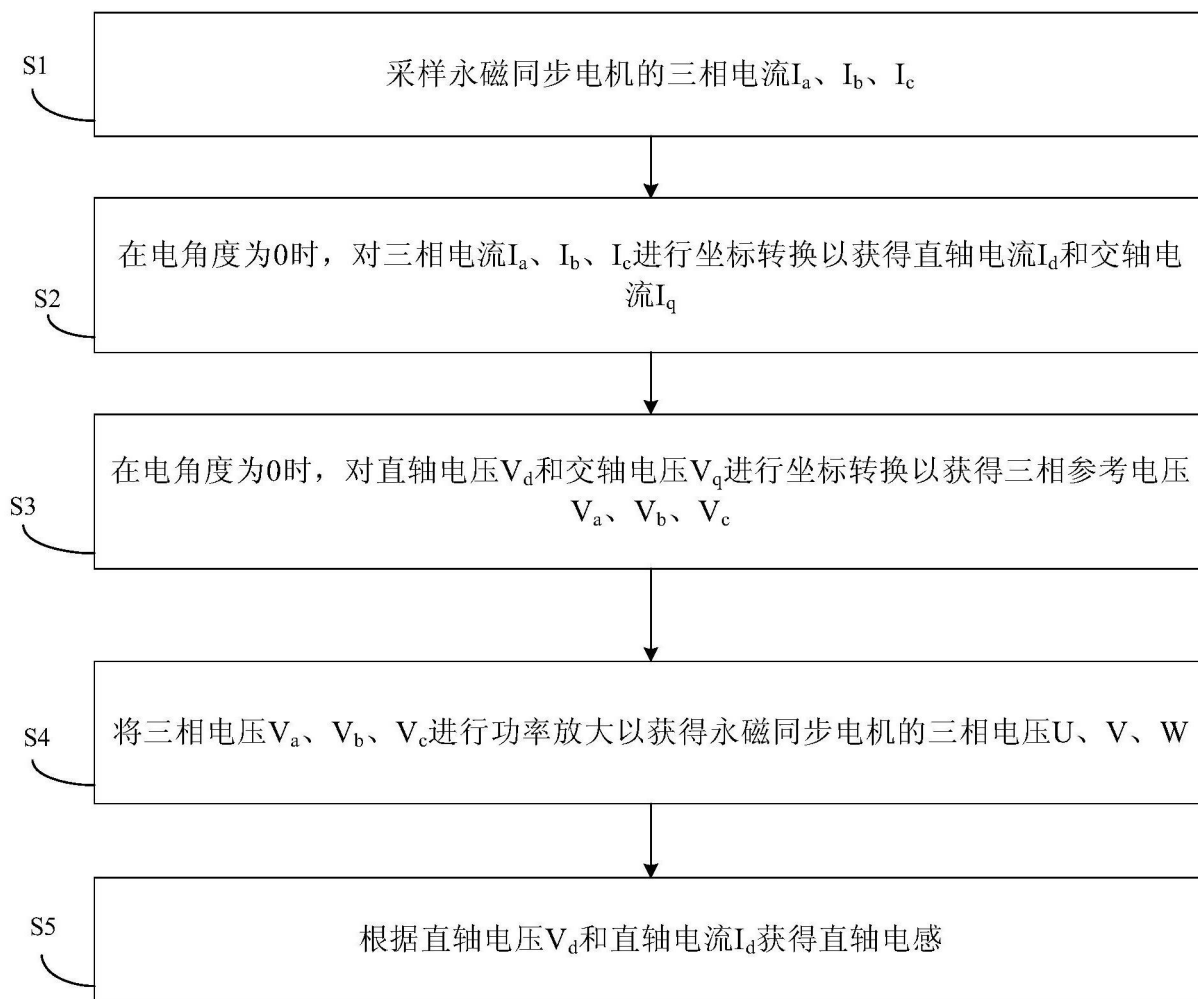 S1
采样永磁同步电机的三相电流Ia、Ib、Ic
S2
在电角度为0时，对三相电流Ia、Ib、Ic进行坐标转换以获得直轴电流Id和交轴电
流Iq
S3
在电角度为0时，对直轴电压Vd和交轴电压Vq进行坐标转换以获得三相参考电压
Va、Vb、Vc
S4
将三相电压Va、Vb、Vc进行功率放大以获得永磁同步电机的三相电压U、V、W
S5
根据直轴电压Vd和直轴电流Id获得直轴电感